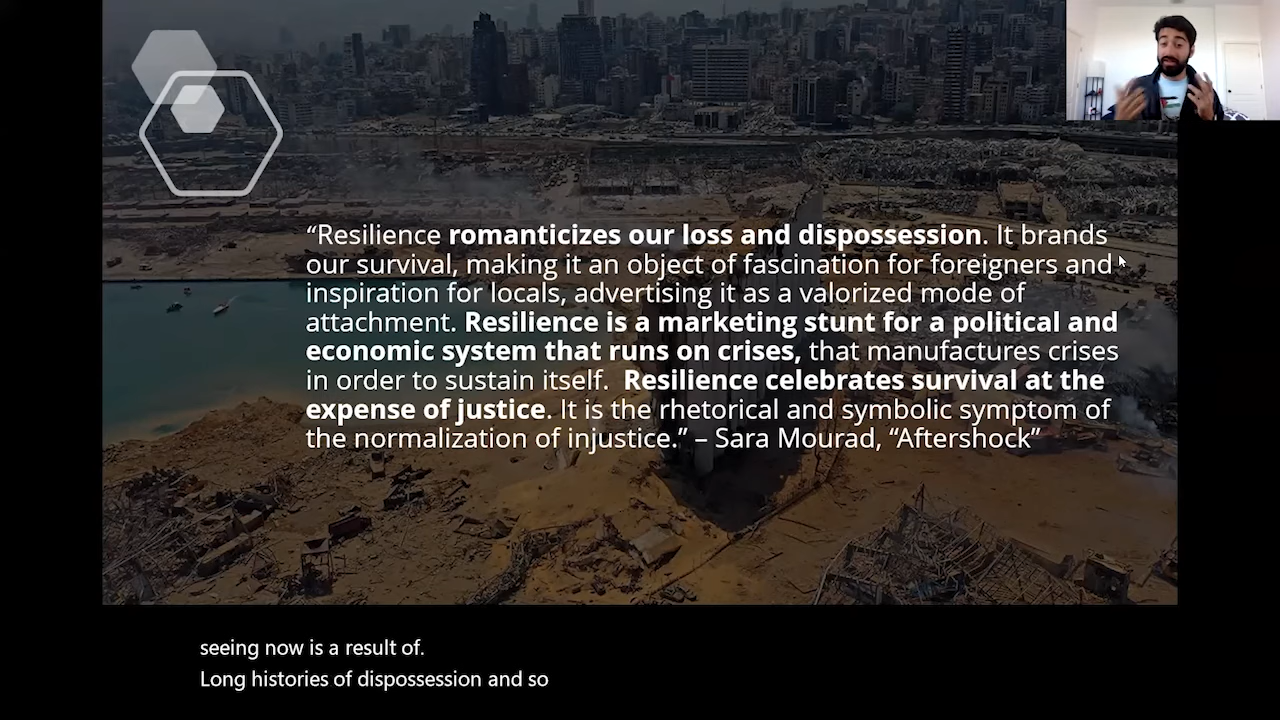 “Resilience romanticizes our loss and dispossession. It brands
our survival, making it an object of fascination for foreigners and
inspiration for locals, advertising it as a valorized mode of
attachment. Resilience is a marketing stunt for a political and
economic system that runs on crises, that manufactures crises
in order to sustain itself.  Resilience celebrates survival at the
expense of justice. It is the rhetorical and symbolic symptom of
the normalization of injustice.” – Sara Mourad, “Aftershock”
seeing now is a result of.
Long histories of dispossession and so